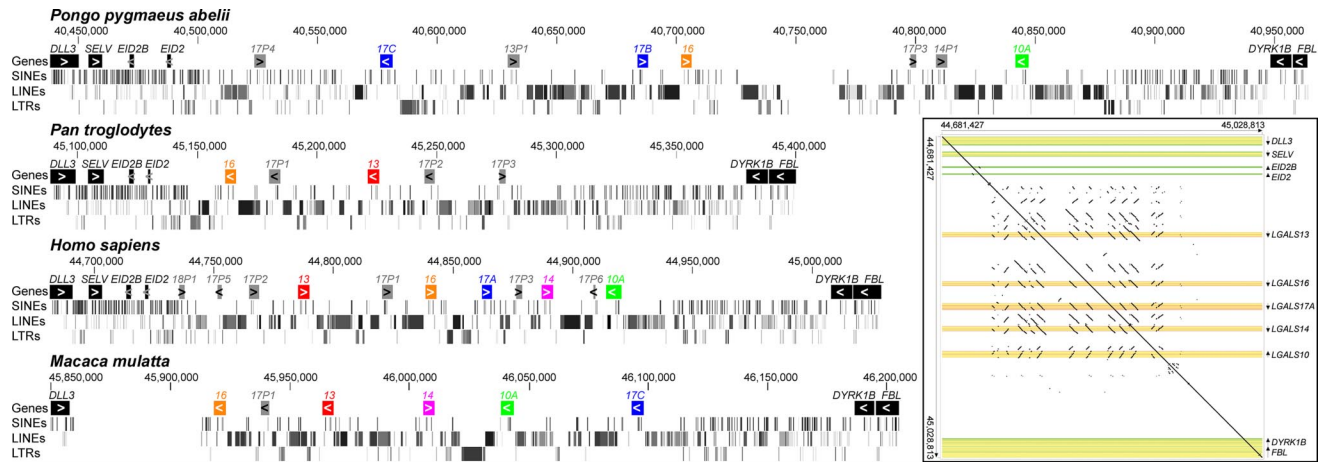 Pongo pygmaeus abelii
40,450,000 40,500,000 40,550,000 40,600,000 40,650,000 40,700,000 40,750,000 40,800,000 40,850,000 40,900,000 40,950,000
DLL3 SELV EID2B EID2 17P4 17C 13P1 17B 16 17P3 14P1 10A DYRK1B FBL
Genes
SINEs
LINEs
LTRs
Pan troglodytes
45,100,000 45,150,000 45,200,000 45,250,000 45,300,000 45,350,000 45,400,000
DLL3 SELV EID2B EID2 16 17P1 13 17P2 17P3 DYRK1B FBL
Genes
SINEs
LINEs
LTRs
Homo sapiens
44,700,000 44,750,000 44,800,000 44,850,000 44,900,000 44,950,000 45,000,000
DLL3 SELV EID2B EID2 18P1 17P5 17P2 13 17P1 16 17A 17P3 14 17P6 10A DYRK1B FBL
Genes
SINEs
LINEs
LTRs
Macaca mulatta
45,850,000 45,900,000 45,950,000 46,000,000 46,050,000 46,100,000 46,150,000 46,200,000
DLL3 16 17P1 13 14 10A 17C DYRK1B FBL
Genes
SINEs
LINEs
LTRs
44,681,427 45,028,813
44,681,427
45,028,813
DLL3
SELV
EID2B
EID2
LGALS13
LGALS16
LGALS17A
LGALS14
LGALS10
DYRK1B
FBL